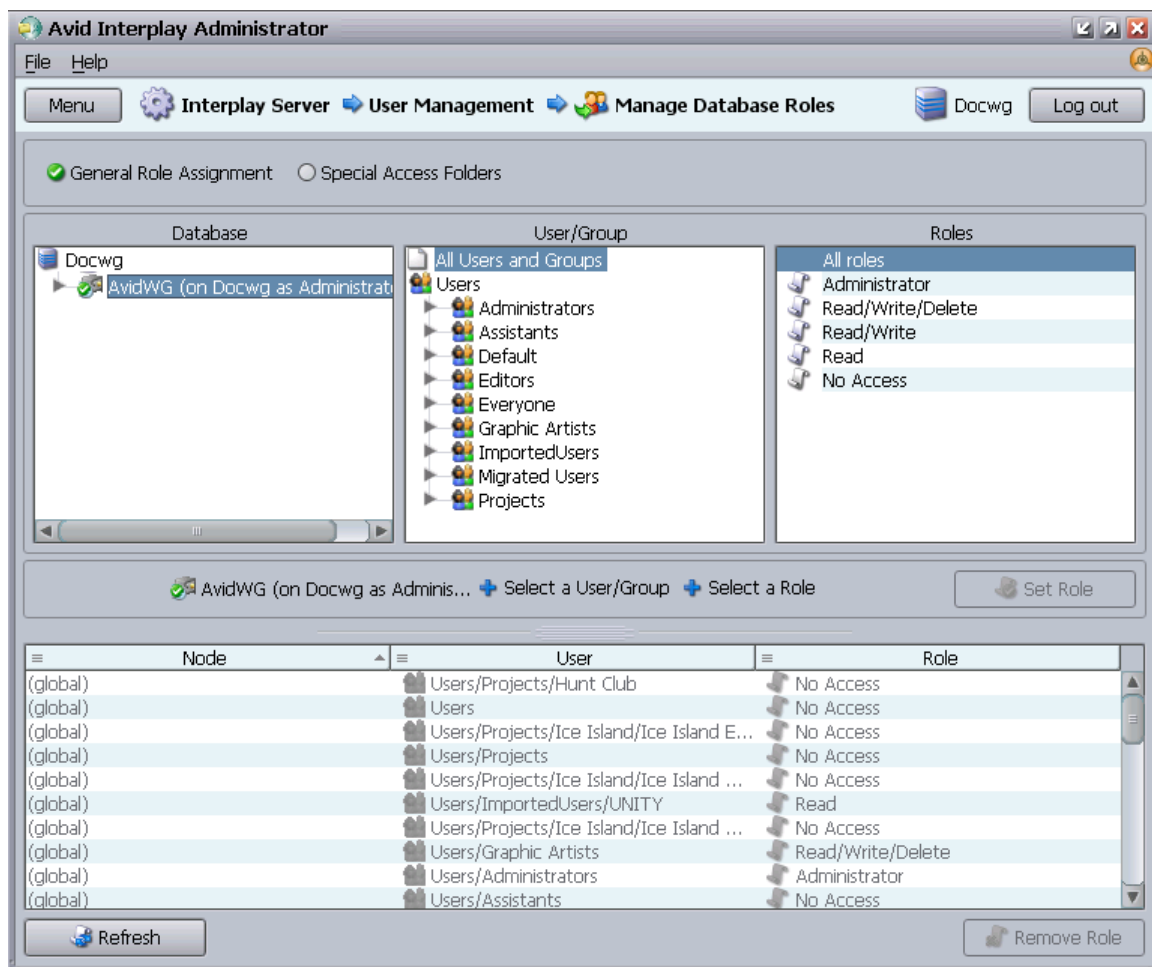 Avid Interplay Administrator
File Help
Menu Interplay Server User Management Manage Database Roles Docwg Log out
General Role Assignment Special Access Folders
Database User/Group Roles
Docwg All Users and Groups All roles
AvidWG (on Docwg as Administrat Users Administrator
Administrators Read/Write/Delete
Assistants Read/Write
Default Read
Editors No Access
Everyone
Graphic Artists
ImportedUsers
Migrated Users
Projects
AvidWG (on Docwg as Adminis... Select a User/Group Select a Role Set Role
Node User Role
(global) Users/Projects/Hunt Club No Access
(global) Users No Access
(global) Users/Projects/Ice Island/Ice Island E... No Access
(global) Users/Projects No Access
(global) Users/Projects/Ice Island/Ice Island ... No Access
(global) Users/ImportedUsers/UNITY Read
(global) Users/Projects/Ice Island/Ice Island ... No Access
(global) Users/Graphic Artists Read/Write/Delete
(global) Users/Administrators Administrator
(global) Users/Assistants No Access
Refresh Remove Role